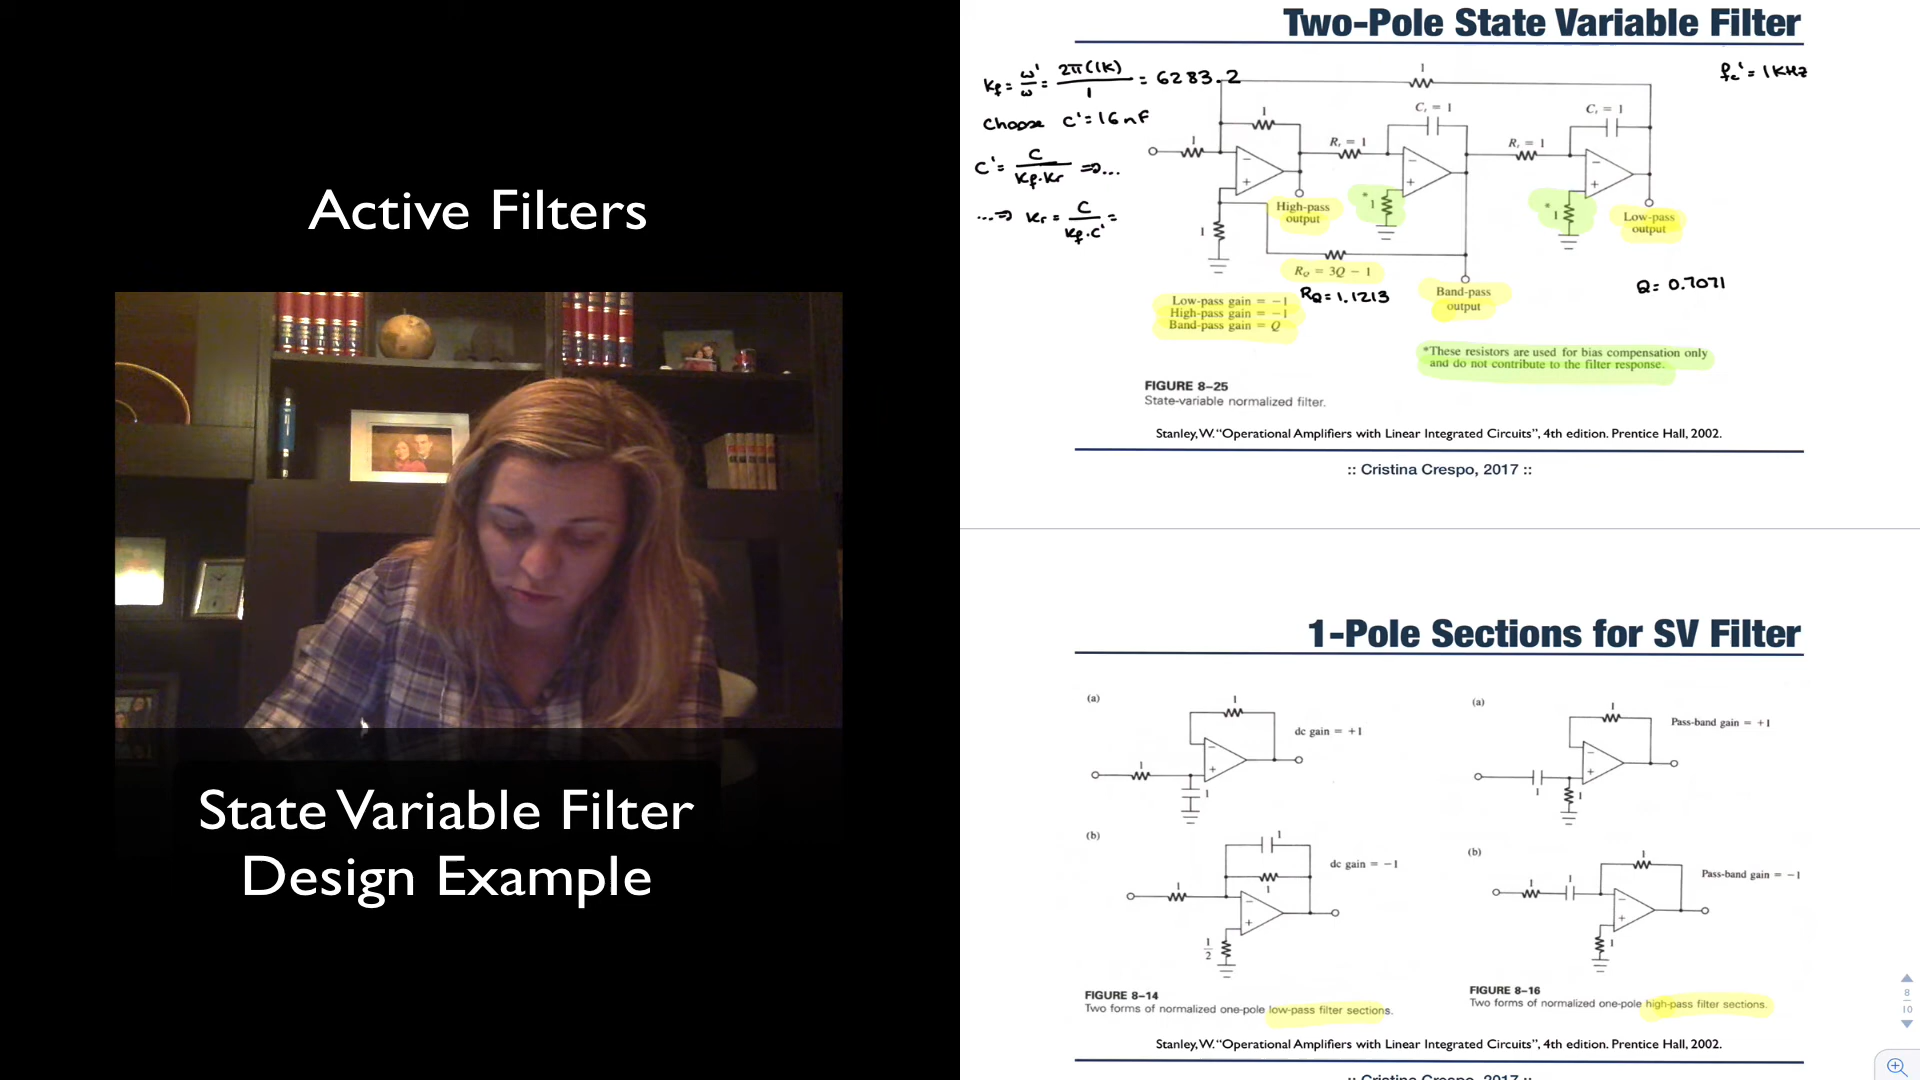 Active Filters
State Variable Filter
Design Example
Two-Pole State Variable Filter
Kf = ω'/ω = 2π(1K)/1 = 6283.2
fc' = 1KHz
Choose C' = 16nF
C' = C/(Kf·Kr) ⇒...
...⇒ Kr = C/(Kf·C') =
1
1
1
R, = 1
C, = 1
R, = 1
C, = 1
- +
- +
- +
High-pass
output
* 1
* 1
Low-pass
output
1
R_Q = 3Q − 1
RQ = 1.1213
Band-pass
output
Q = 0.7071
Low-pass gain = −1
High-pass gain = −1
Band-pass gain = Q
*These resistors are used for bias compensation only
and do not contribute to the filter response.
FIGURE 8–25
State-variable normalized filter.
Stanley, W. “Operational Amplifiers with Linear Integrated Circuits”, 4th edition. Prentice Hall, 2002.
:: Cristina Crespo, 2017 ::
1-Pole Sections for SV Filter
(a)
1
1
- +
1
dc gain = +1
(a)
1
1
- +
1
Pass-band gain = +1
(b)
1
1
1
- +
1/2
dc gain = −1
(b)
1
1
1
- +
1
Pass-band gain = −1
FIGURE 8–14
Two forms of normalized one-pole low-pass filter sections.
FIGURE 8–16
Two forms of normalized one-pole high-pass filter sections.
Stanley, W. “Operational Amplifiers with Linear Integrated Circuits”, 4th edition. Prentice Hall, 2002.
:: Cristina Crespo, 2017 ::
8
10